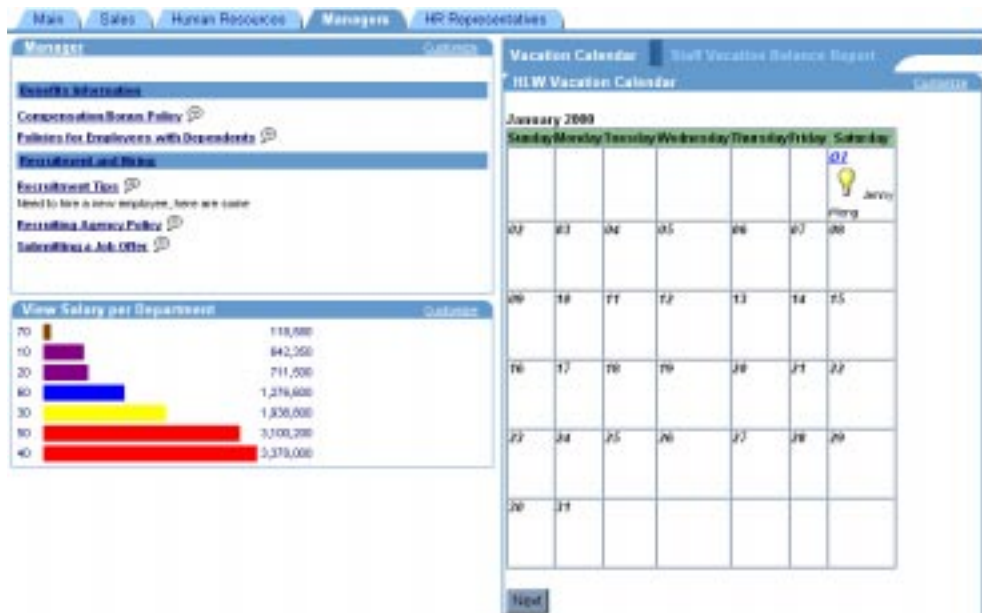 Main Sales Human Resources Managers HR Representatives
Manager Customize
Benefits Information
Compensation Bonus Policy
Policies for Employees with Dependents
Recruitment and Hiring
Recruitment Tips
Need to hire a new employee, here are some
Recruiting Agency Policy
Submitting a Job Offer
View Salary per Department Customize
70 118,800
10 642,350
20 711,500
60 1,276,600
30 1,938,800
50 3,100,200
40 3,370,000
Vacation Calendar Staff Vacation Balance Report
HLW Vacation Calendar Customize
January 2000
Sunday Monday Tuesday Wednesday Thursday Friday Saturday
01
Jenny
02 03 04 05 06 07 08
09 10 11 12 13 14 15
16 17 18 19 20 21 22
23 24 25 26 27 28 29
30 31
Next